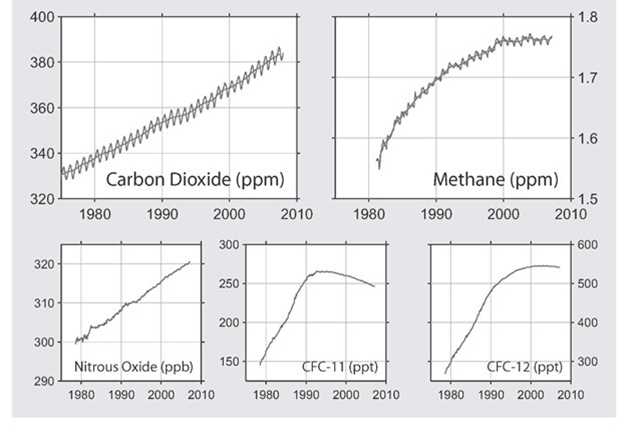 400
380
360
340
320
Carbon Dioxide (ppm)
1980 1990 2000 2010
1.8
1.7
1.6
1.5
Methane (ppm)
1980 1990 2000 2010
320
310
300
290
Nitrous Oxide (ppb)
1980 1990 2000 2010
300
250
200
150
CFC-11 (ppt)
1980 1990 2000 2010
600
500
400
300
CFC-12 (ppt)
1980 1990 2000 2010